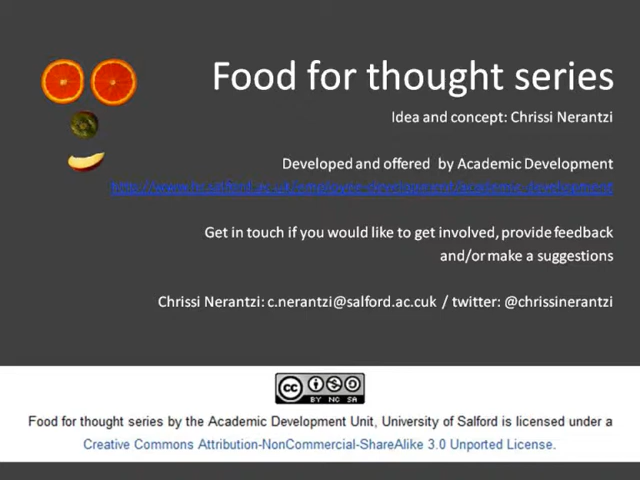 Food for thought series
Idea and concept: Chrissi Nerantzi
Developed and offered by Academic Development
Get in touch if you would like to get involved, provide feedback
and/or make a suggestions
Chrissi Nerantzi: c.nerantzi@salford.ac.cuk / twitter: @chrissinerantzi
cc
BY NC SA
Food for thought series by the Academic Development Unit, University of Salford is licensed under a
Creative Commons Attribution-NonCommercial-ShareAlike 3.0 Unported License.